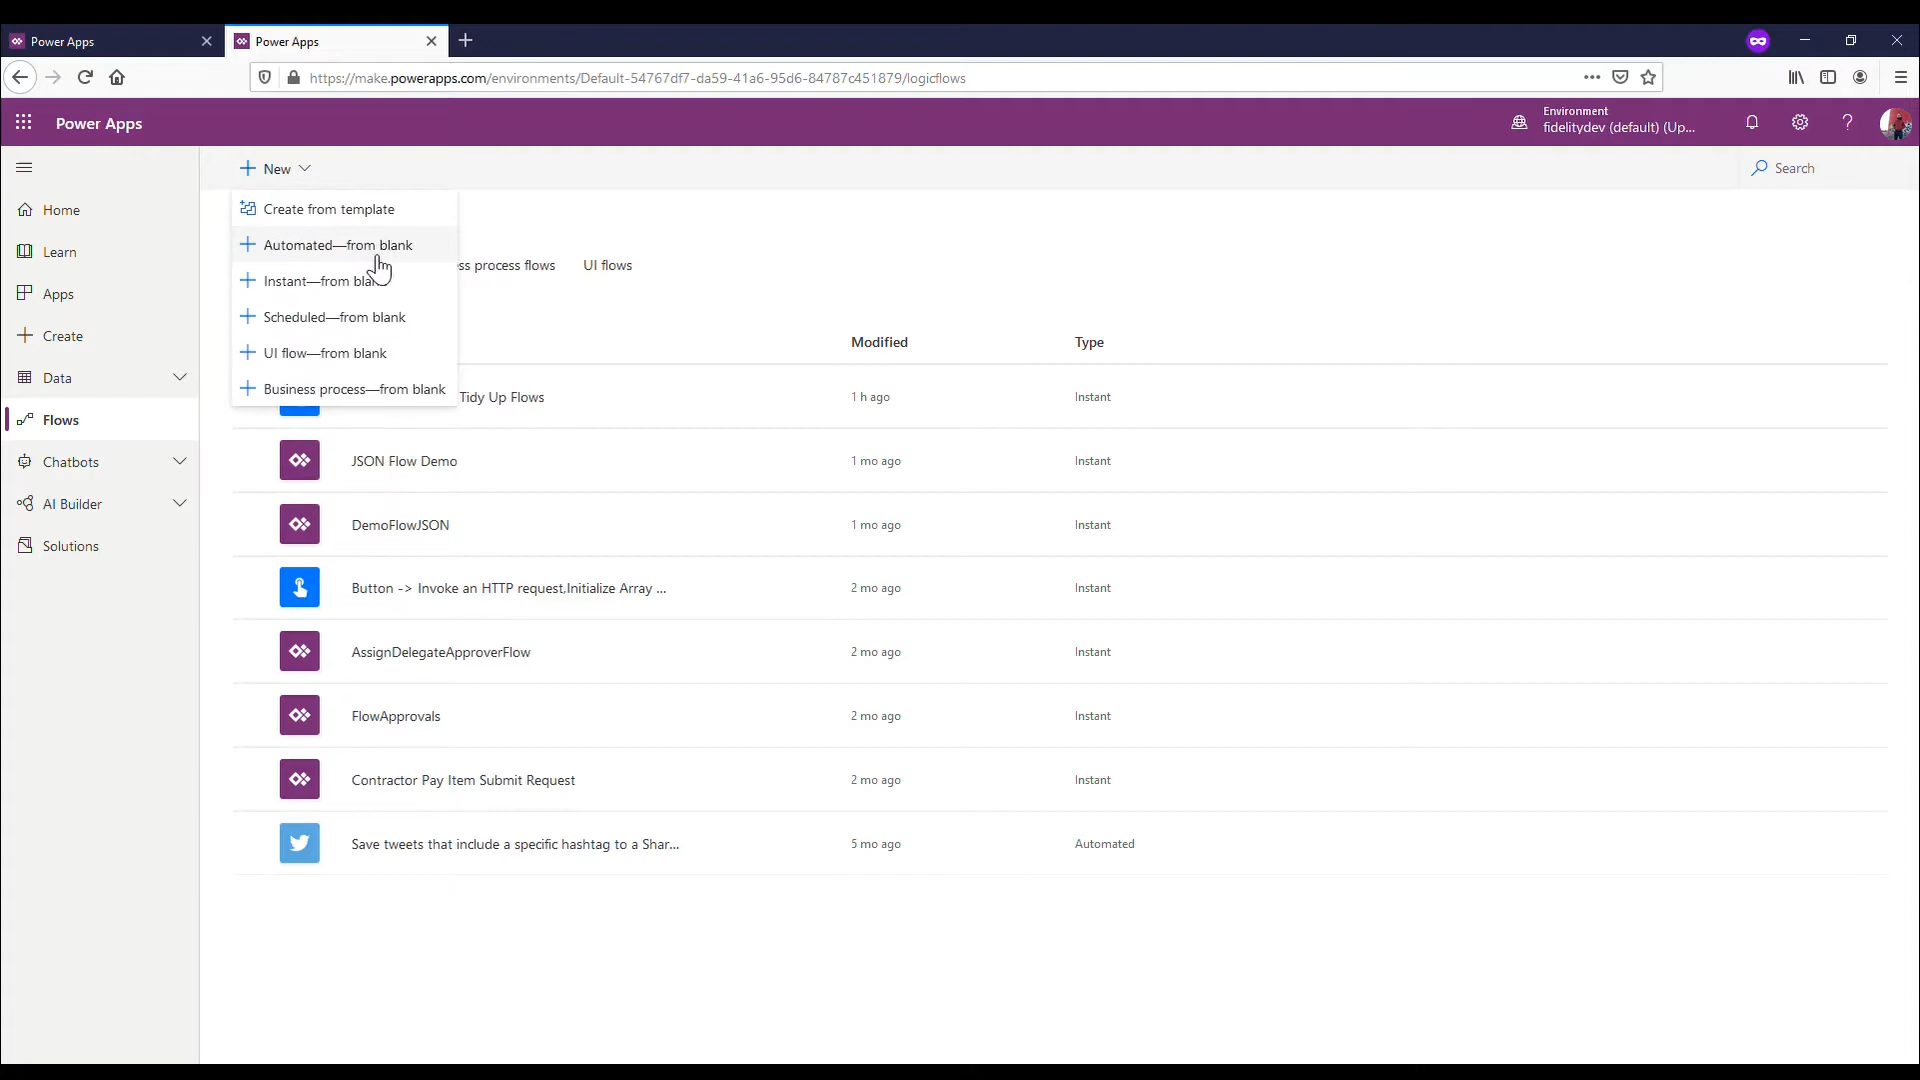 Power Apps
Power Apps
https://make.powerapps.com/environments/Default-54767df7-da59-41a6-95d6-84787c451879/logicflows
Power Apps
Environment
fidelitydev (default) (Up...
New
Search
Home
Learn
Apps
Create
Data
Flows
Chatbots
AI Builder
Solutions
Create from template
Automated—from blank
Instant—from blank
Scheduled—from blank
UI flow—from blank
Business process—from blank
ss process flows
UI flows
Modified
Type
Tidy Up Flows
1 h ago
Instant
JSON Flow Demo
1 mo ago
Instant
DemoFlowJSON
1 mo ago
Instant
Button -> Invoke an HTTP request,Initialize Array ...
2 mo ago
Instant
AssignDelegateApproverFlow
2 mo ago
Instant
FlowApprovals
2 mo ago
Instant
Contractor Pay Item Submit Request
2 mo ago
Instant
Save tweets that include a specific hashtag to a Shar...
5 mo ago
Automated